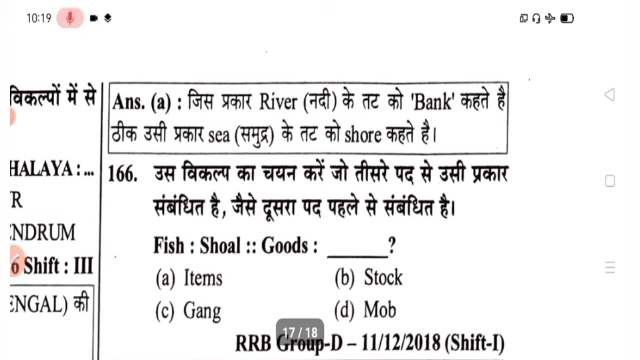 10:19
विकल्पों में से
HALAYA : ...
R
NDRUM
6 Shift : III
ENGAL) की
Ans. (a) : जिस प्रकार River (नदी) के तट को 'Bank' कहते है
ठीक उसी प्रकार sea (समुद्र) के तट को shore कहते है।
166. उस विकल्प का चयन करें जो तीसरे पद से उसी प्रकार
संबंधित है, जैसे दूसरा पद पहले से संबंधित है।
Fish : Shoal :: Goods : ______?
(a) Items (b) Stock
(c) Gang (d) Mob
17 / 18
RRB Group-D – 11/12/2018 (Shift-I)